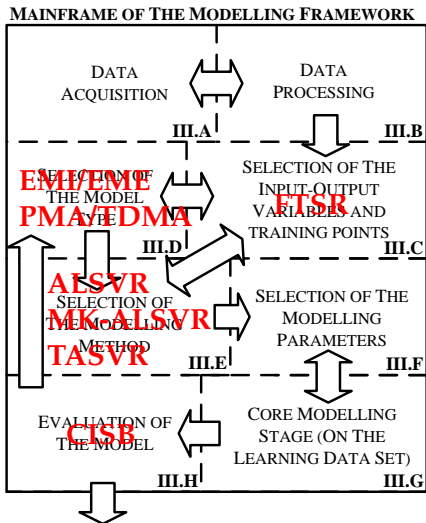 MAINFRAME OF THE MODELLING FRAMEWORK
DATA
ACQUISITION
III.A
DATA
PROCESSING
III.B
SELECTION OF
THE MODEL
TYPE
III.D
EMI/EME
PMA/TDMA
SELECTION OF THE
INPUT-OUTPUT
VARIABLES AND
TRAINING POINTS
III.C
FTSR
SELECTION OF
THE MODELLING
METHOD
III.E
ALSVR
MK-ALSVR
TASVR
SELECTION OF THE
MODELLING
PARAMETERS
III.F
EVALUATION OF
THE MODEL
III.H
CISB
CORE MODELLING
STAGE (ON THE
LEARNING DATA SET)
III.G